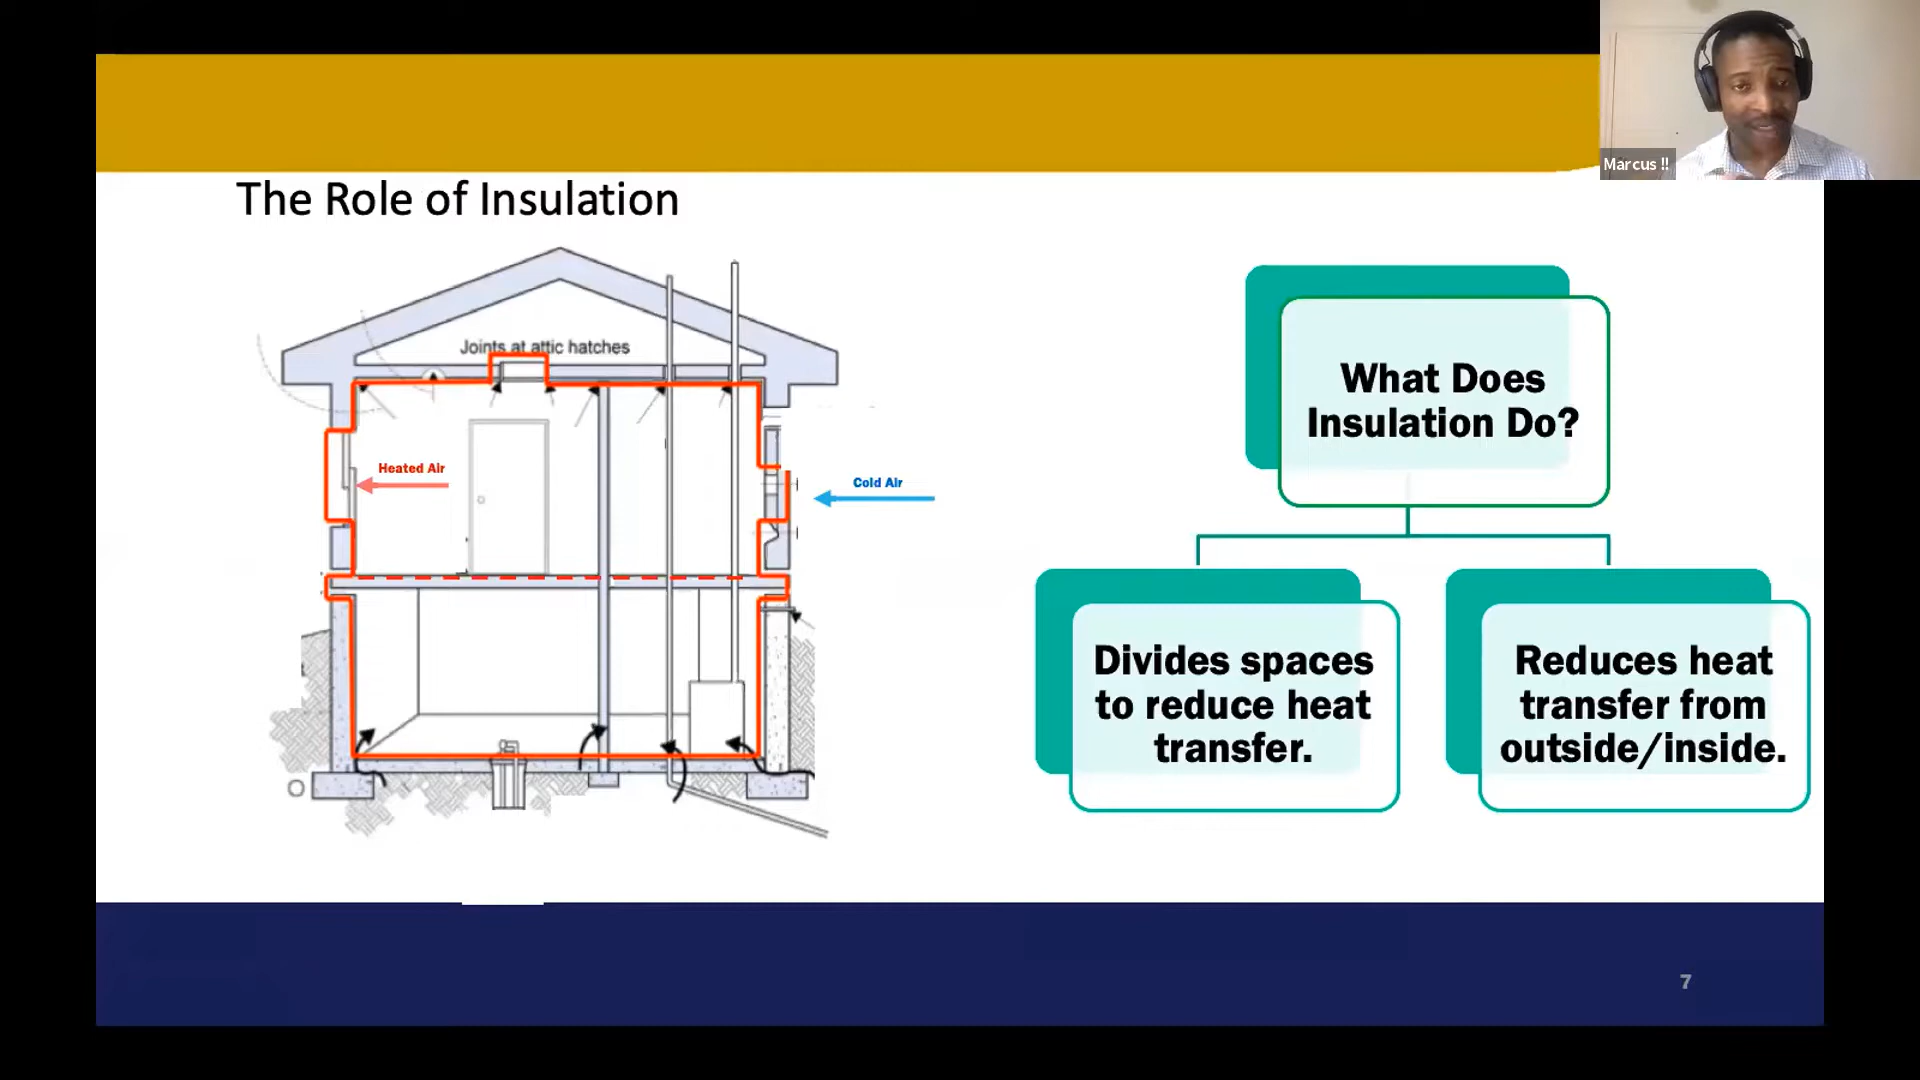 Marcus !!
The Role of Insulation
Joints at attic hatches
Heated Air
Cold Air
What Does
Insulation Do?
Divides spaces
to reduce heat
transfer.
Reduces heat
transfer from
outside/inside.
7